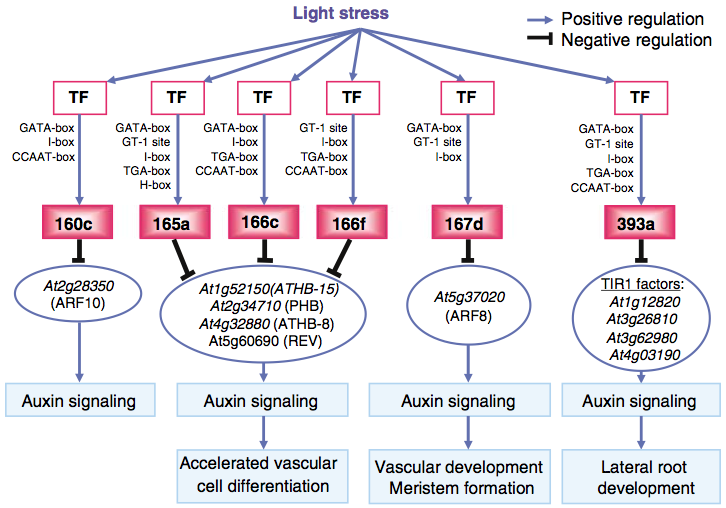 Light stress
Positive regulation
Negative regulation
TF
TF
TF
TF
TF
TF
GATA-box
I-box
CCAAT-box
GATA-box
GT-1 site
I-box
TGA-box
H-box
GATA-box
I-box
TGA-box
CCAAT-box
GT-1 site
I-box
TGA-box
CCAAT-box
GATA-box
GT-1 site
I-box
GATA-box
GT-1 site
I-box
TGA-box
CCAAT-box
160c
165a
166c
166f
167d
393a
At2g28350
(ARF10)
At1g52150(ATHB-15)
At2g34710 (PHB)
At4g32880 (ATHB-8)
At5g60690 (REV)
At5g37020
(ARF8)
TIR1 factors:
At1g12820
At3g26810
At3g62980
At4g03190
Auxin signaling
Auxin signaling
Auxin signaling
Auxin signaling
Accelerated vascular
cell differentiation
Vascular development
Meristem formation
Lateral root
development